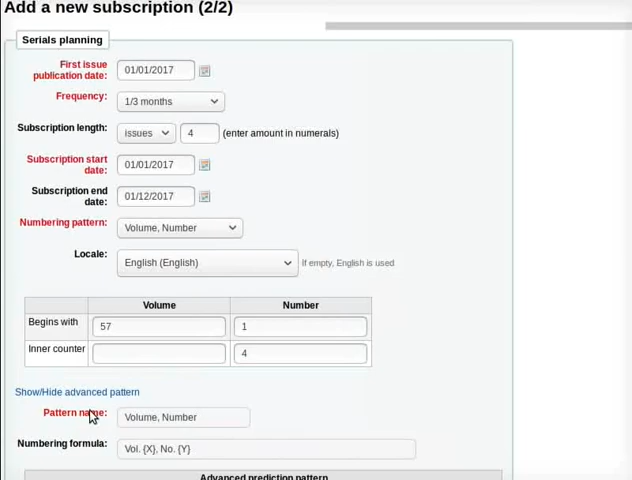 Add a new subscription (2/2)
Serials planning
First issue publication date: 01/01/2017
Frequency: 1/3 months
Subscription length: issues 4 (enter amount in numerals)
Subscription start date: 01/01/2017
Subscription end date: 01/12/2017
Numbering pattern: Volume, Number
Locale: English (English) If empty, English is used
Volume Number
Begins with 57 1
Inner counter 4
Show/Hide advanced pattern
Pattern name: Volume, Number
Numbering formula: Vol. {X}, No. {Y}
Advanced prediction pattern